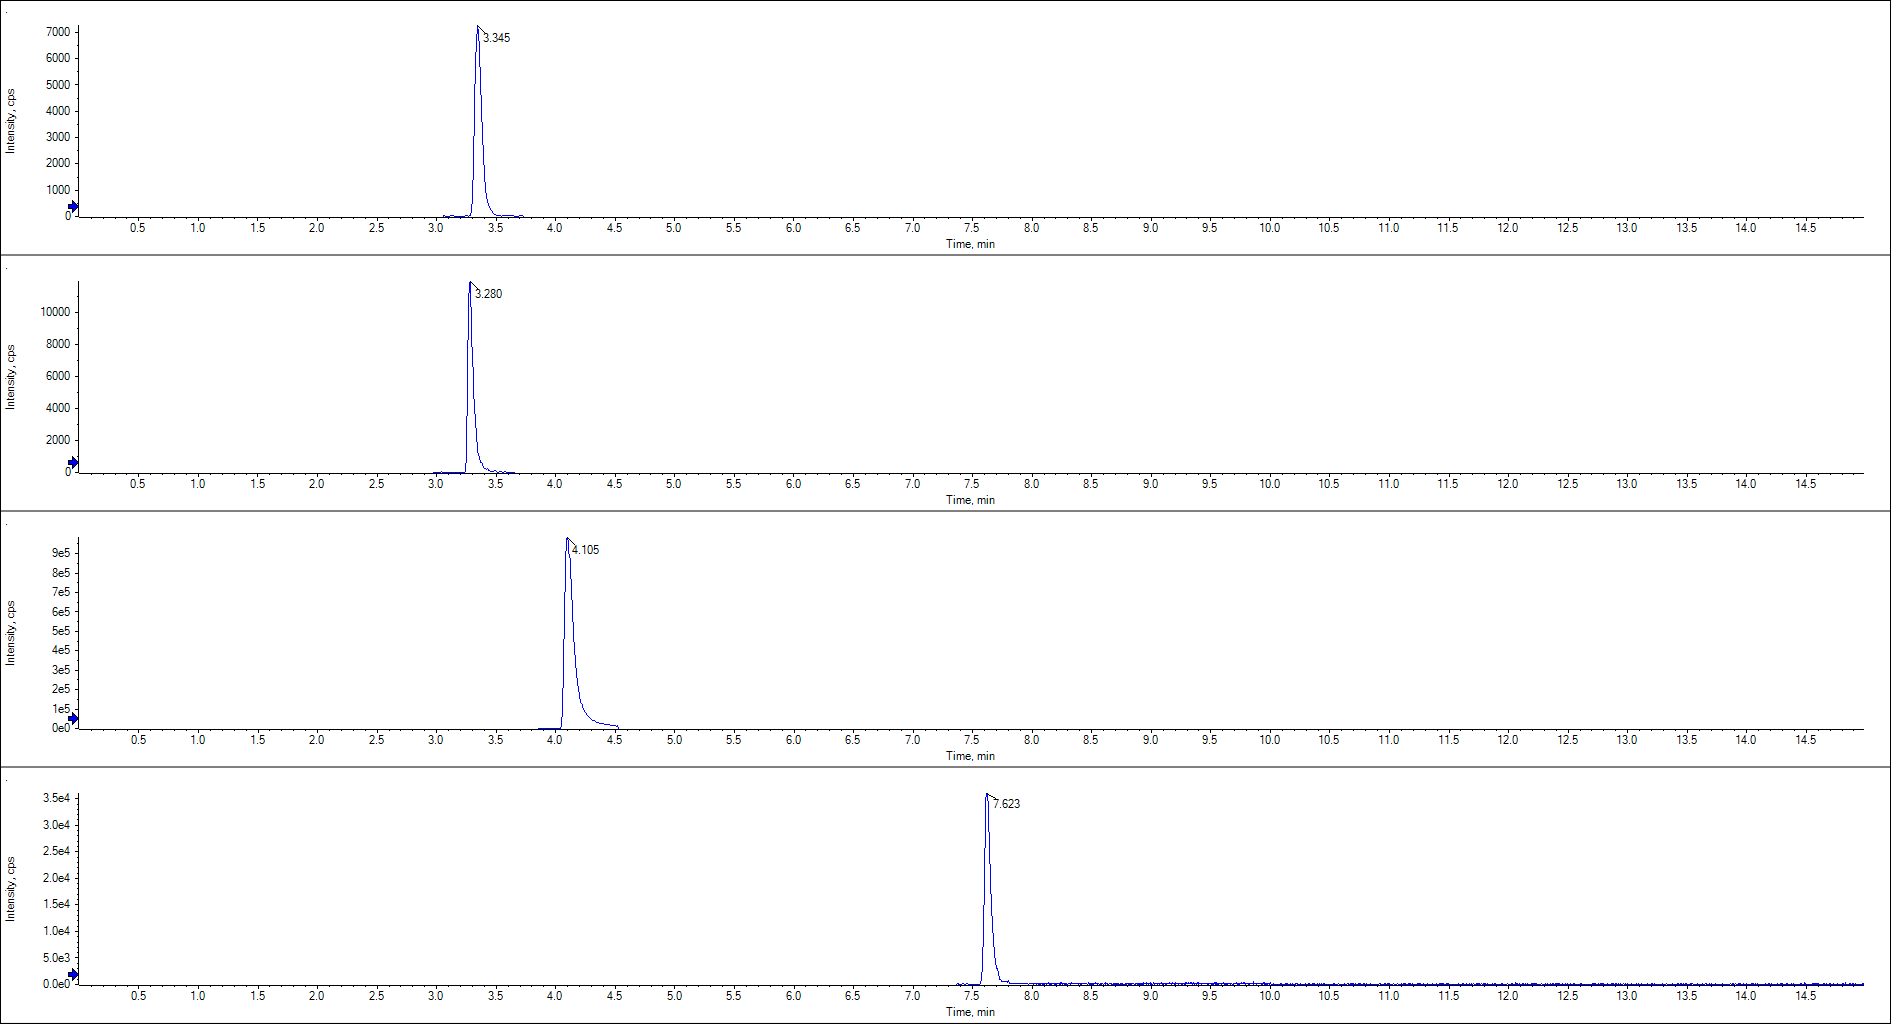 7000
3.345
6000
5000
4000
3000
2000
1000
0
Intensity, cps
0.5 1.0 1.5 2.0 2.5 3.0 3.5 4.0 4.5 5.0 5.5 6.0 6.5 7.0 7.5 8.0 8.5 9.0 9.5 10.0 10.5 11.0 11.5 12.0 12.5 13.0 13.5 14.0 14.5
Time, min
3.280
10000
8000
6000
4000
2000
0
Intensity, cps
0.5 1.0 1.5 2.0 2.5 3.0 3.5 4.0 4.5 5.0 5.5 6.0 6.5 7.0 7.5 8.0 8.5 9.0 9.5 10.0 10.5 11.0 11.5 12.0 12.5 13.0 13.5 14.0 14.5
Time, min
4.105
9e5
8e5
7e5
6e5
5e5
4e5
3e5
2e5
1e5
0e0
Intensity, cps
0.5 1.0 1.5 2.0 2.5 3.0 3.5 4.0 4.5 5.0 5.5 6.0 6.5 7.0 7.5 8.0 8.5 9.0 9.5 10.0 10.5 11.0 11.5 12.0 12.5 13.0 13.5 14.0 14.5
Time, min
3.5e4
7.623
3.0e4
2.5e4
2.0e4
1.5e4
1.0e4
5.0e3
0.0e0
Intensity, cps
0.5 1.0 1.5 2.0 2.5 3.0 3.5 4.0 4.5 5.0 5.5 6.0 6.5 7.0 7.5 8.0 8.5 9.0 9.5 10.0 10.5 11.0 11.5 12.0 12.5 13.0 13.5 14.0 14.5
Time, min